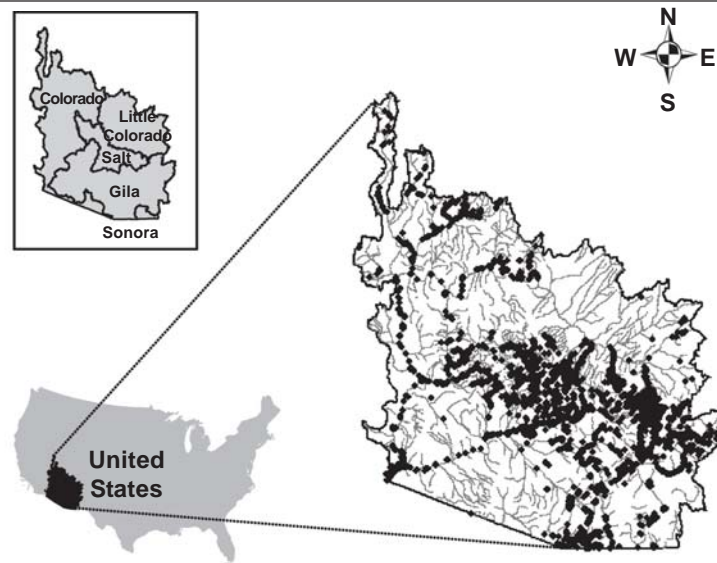 N
W E
S
Colorado
Little
Colorado
Salt
Gila
Sonora
United
States